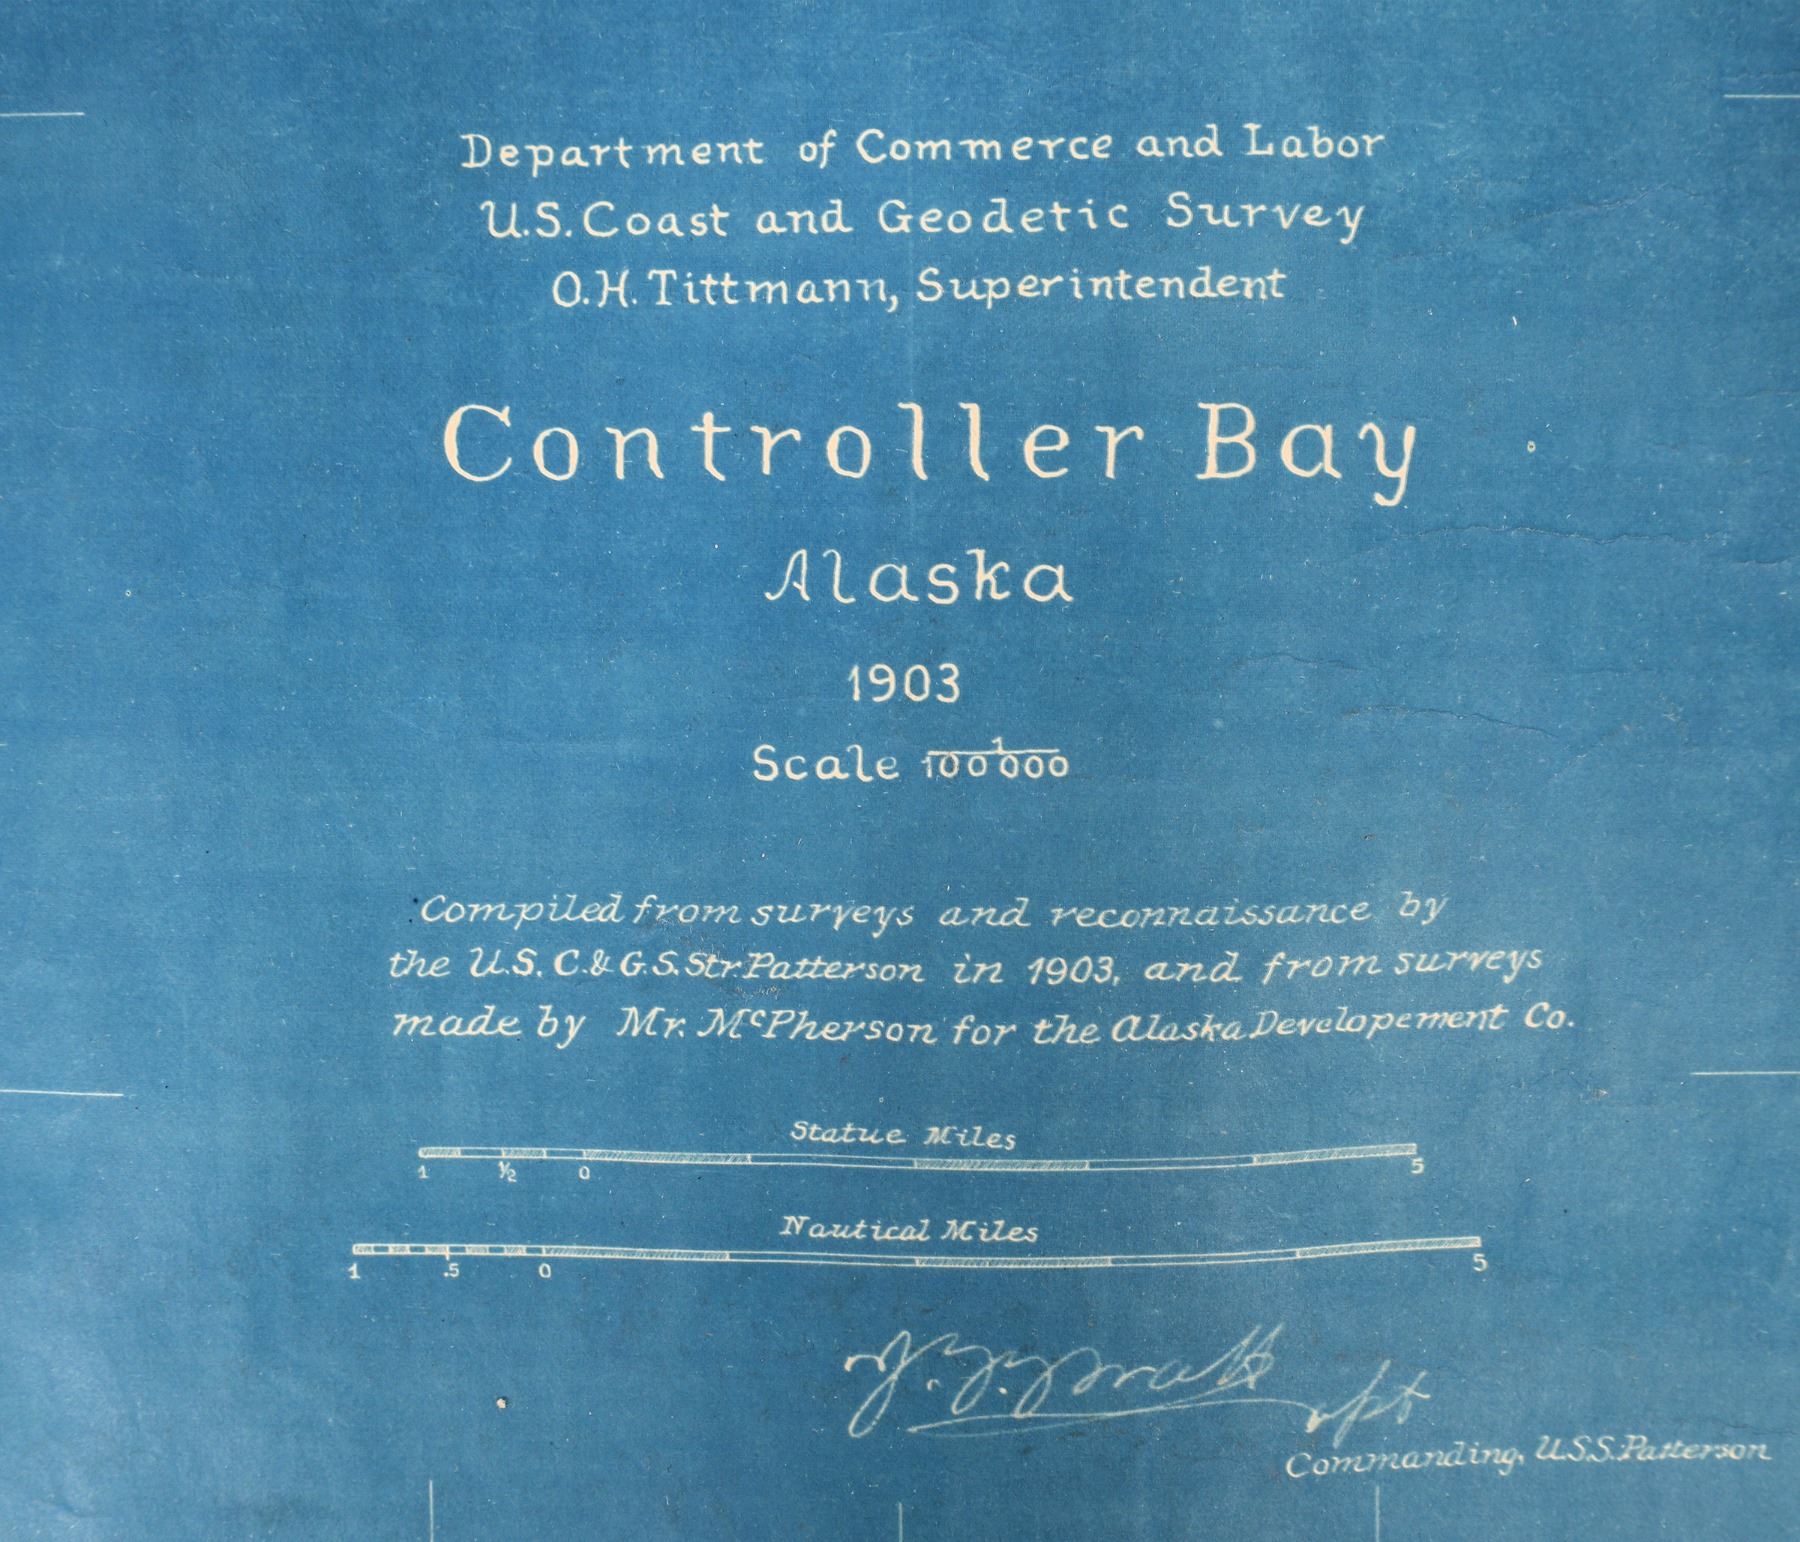 Department of Commerce and Labor
U.S. Coast and Geodetic Survey
O.H. Tittmann, Superintendent
Controller Bay
Alaska
1903
Scale 1/100 000
Compiled from surveys and reconnaissance by
the U.S. C. & G.S. Str. Patterson in 1903, and from surveys
made by Mr. McPherson for the Alaska Developement Co.
Statue Miles
1 ½ 0 5
Nautical Miles
1 .5 0 5
Commanding, U.S.S. Patterson